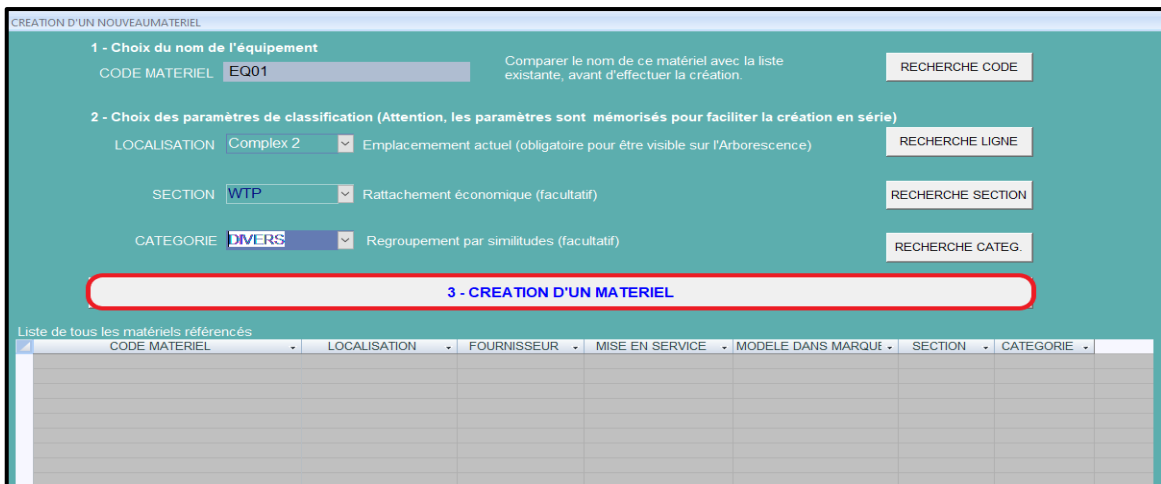 CREATION D'UN NOUVEAUMATERIEL
1 - Choix du nom de l'équipement
CODE MATERIEL EQ01
Comparer le nom de ce matériel avec la liste
existante, avant d'effectuer la création.
RECHERCHE CODE
2 - Choix des paramètres de classification (Attention, les paramètres sont mémorisés pour faciliter la création en série)
LOCALISATION Complex 2 Emplacemement actuel (obligatoire pour être visible sur l'Arborescence) RECHERCHE LIGNE
SECTION WTP Rattachement économique (facultatif) RECHERCHE SECTION
CATEGORIE DIVERS Regroupement par similitudes (facultatif) RECHERCHE CATEG.
3 - CREATION D'UN MATERIEL
Liste de tous les matériels référencés
CODE MATERIEL LOCALISATION FOURNISSEUR MISE EN SERVICE MODELE DANS MARQUE SECTION CATEGORIE